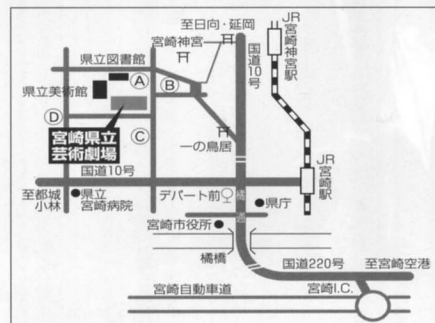 至日向・延岡
JR
宮崎神宮駅
県立図書館
宮崎神宮
国道10号
県立美術館
A
B
D
C
宮崎県立
芸術劇場
一の鳥居
国道10号
JR
宮崎駅
至都城
小林
県立
宮崎病院
デパート前
橘通
県庁
宮崎市役所
橘橋
国道220号
至宮崎空港
宮崎自動車道
宮崎I.C.